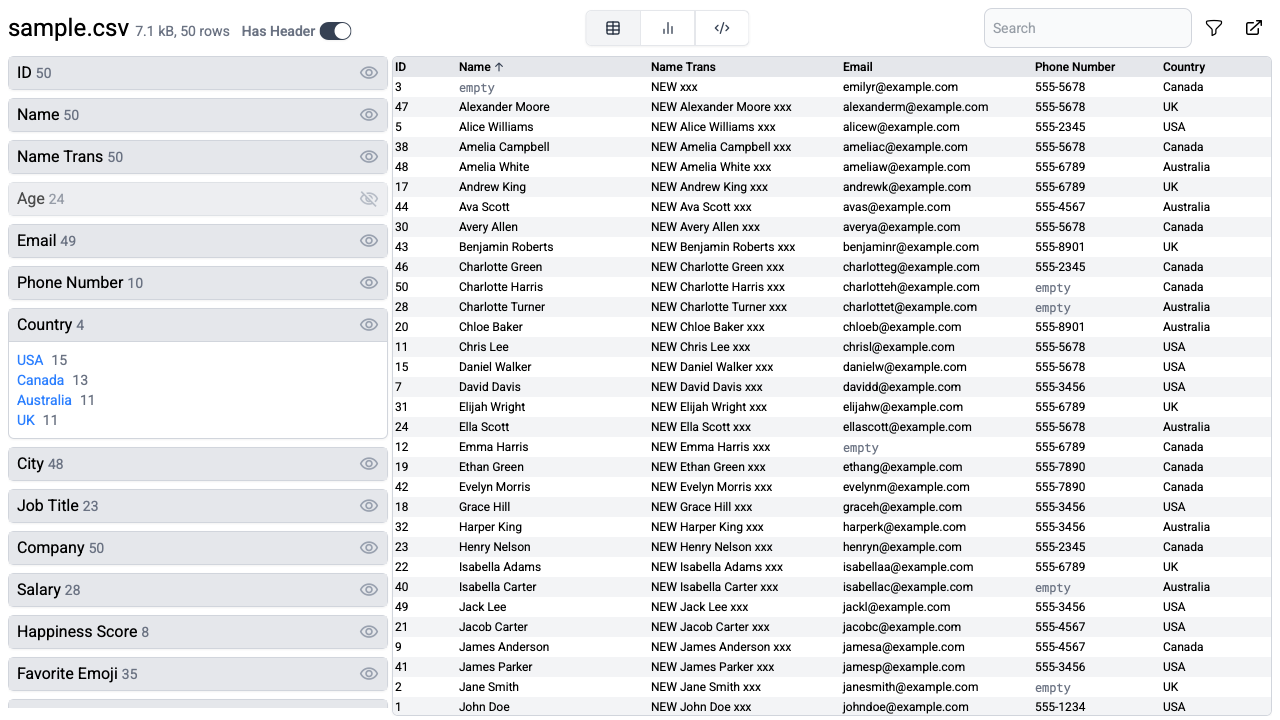 sample.csv 7.1 kB, 50 rows Has Header
Search
ID 50
Name 50
Name Trans 50
Age 24
Email 49
Phone Number 10
Country 4
USA 15
Canada 13
Australia 11
UK 11
City 48
Job Title 23
Company 50
Salary 28
Happiness Score 8
Favorite Emoji 35
ID Name ↑ Name Trans Email Phone Number Country
3 empty NEW xxx emilyr@example.com 555-5678 Canada
47 Alexander Moore NEW Alexander Moore xxx alexanderm@example.com 555-5678 UK
5 Alice Williams NEW Alice Williams xxx alicew@example.com 555-2345 USA
38 Amelia Campbell NEW Amelia Campbell xxx ameliac@example.com 555-5678 Canada
48 Amelia White NEW Amelia White xxx ameliaw@example.com 555-6789 Australia
17 Andrew King NEW Andrew King xxx andrewk@example.com 555-6789 UK
44 Ava Scott NEW Ava Scott xxx avas@example.com 555-4567 Australia
30 Avery Allen NEW Avery Allen xxx averya@example.com 555-5678 Canada
43 Benjamin Roberts NEW Benjamin Roberts xxx benjaminr@example.com 555-8901 UK
46 Charlotte Green NEW Charlotte Green xxx charlotteg@example.com 555-2345 Canada
50 Charlotte Harris NEW Charlotte Harris xxx charlotteh@example.com empty Canada
28 Charlotte Turner NEW Charlotte Turner xxx charlottet@example.com empty Australia
20 Chloe Baker NEW Chloe Baker xxx chloeb@example.com 555-8901 Australia
11 Chris Lee NEW Chris Lee xxx chrisl@example.com 555-5678 USA
15 Daniel Walker NEW Daniel Walker xxx danielw@example.com 555-5678 USA
7 David Davis NEW David Davis xxx davidd@example.com 555-3456 USA
31 Elijah Wright NEW Elijah Wright xxx elijahw@example.com 555-6789 UK
24 Ella Scott NEW Ella Scott xxx ellascott@example.com 555-5678 Australia
12 Emma Harris NEW Emma Harris xxx empty 555-6789 Canada
19 Ethan Green NEW Ethan Green xxx ethang@example.com 555-7890 Canada
42 Evelyn Morris NEW Evelyn Morris xxx evelynm@example.com 555-7890 Canada
18 Grace Hill NEW Grace Hill xxx graceh@example.com 555-3456 USA
32 Harper King NEW Harper King xxx harperk@example.com 555-3456 Australia
23 Henry Nelson NEW Henry Nelson xxx henryn@example.com 555-2345 Canada
22 Isabella Adams NEW Isabella Adams xxx isabellaa@example.com 555-6789 UK
40 Isabella Carter NEW Isabella Carter xxx isabellac@example.com empty Australia
49 Jack Lee NEW Jack Lee xxx jackl@example.com 555-3456 USA
21 Jacob Carter NEW Jacob Carter xxx jacobc@example.com 555-4567 USA
9 James Anderson NEW James Anderson xxx jamesa@example.com 555-4567 Canada
41 James Parker NEW James Parker xxx jamesp@example.com 555-3456 USA
2 Jane Smith NEW Jane Smith xxx janesmith@example.com empty UK
1 John Doe NEW John Doe xxx johndoe@example.com 555-1234 USA